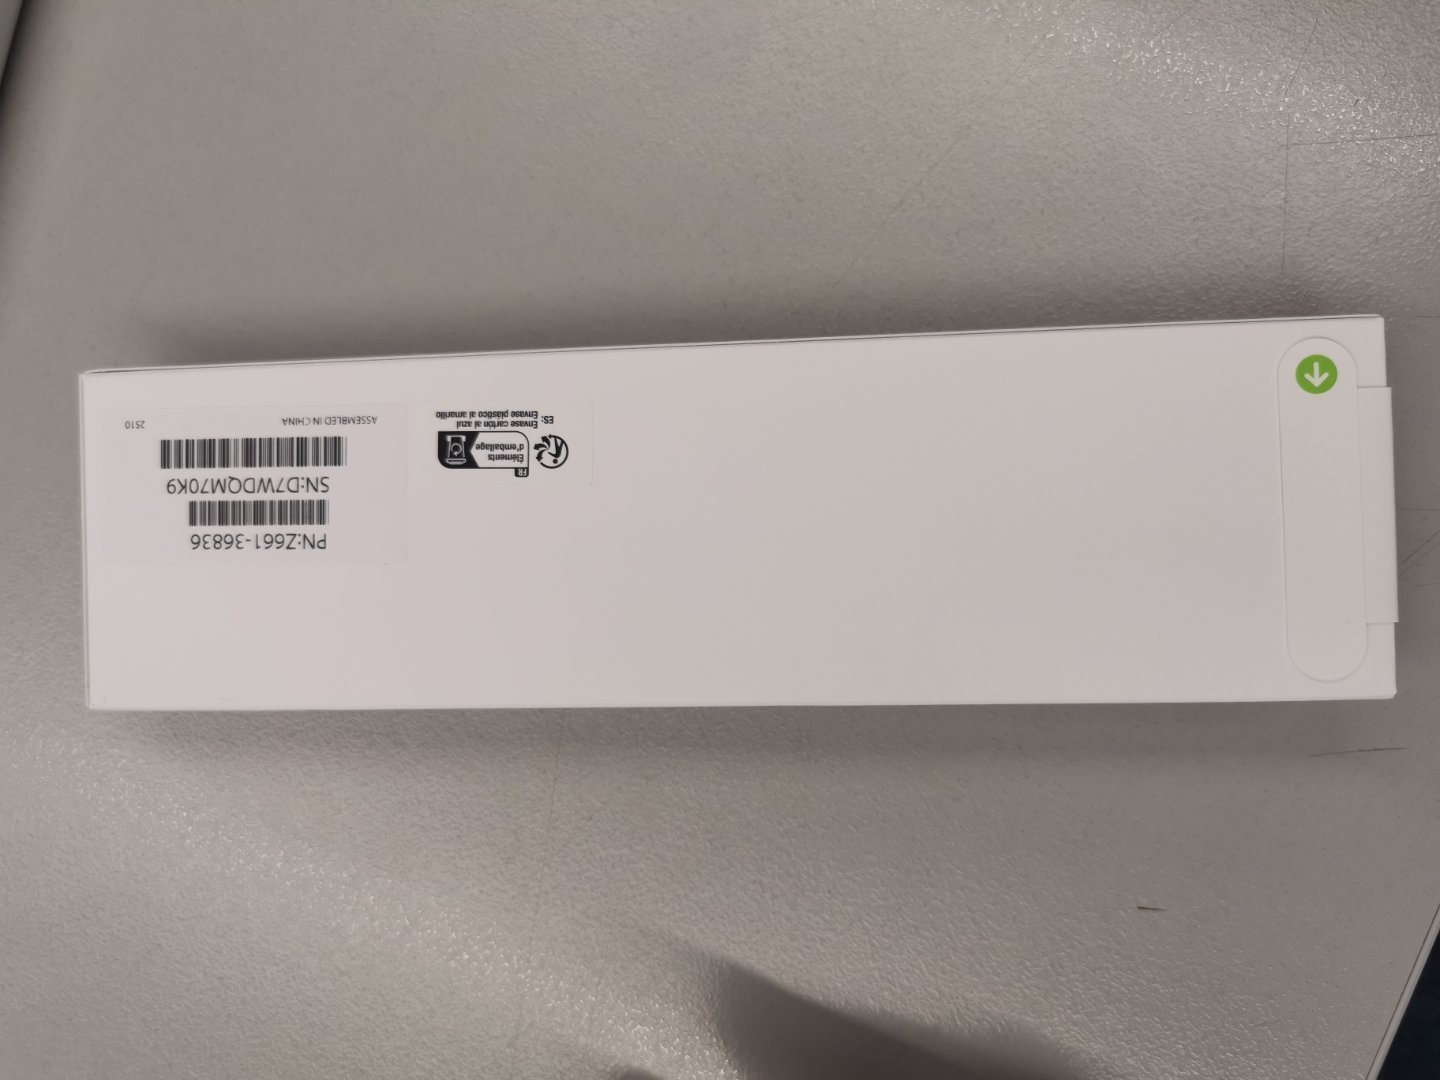 PN:Z661-36836
SN:D7WDQM70K9
ASSEMBLED IN CHINA
2510
FR
Éléments
d'emballage
ES: Envase cartón al azul
Envase plástico al amarillo